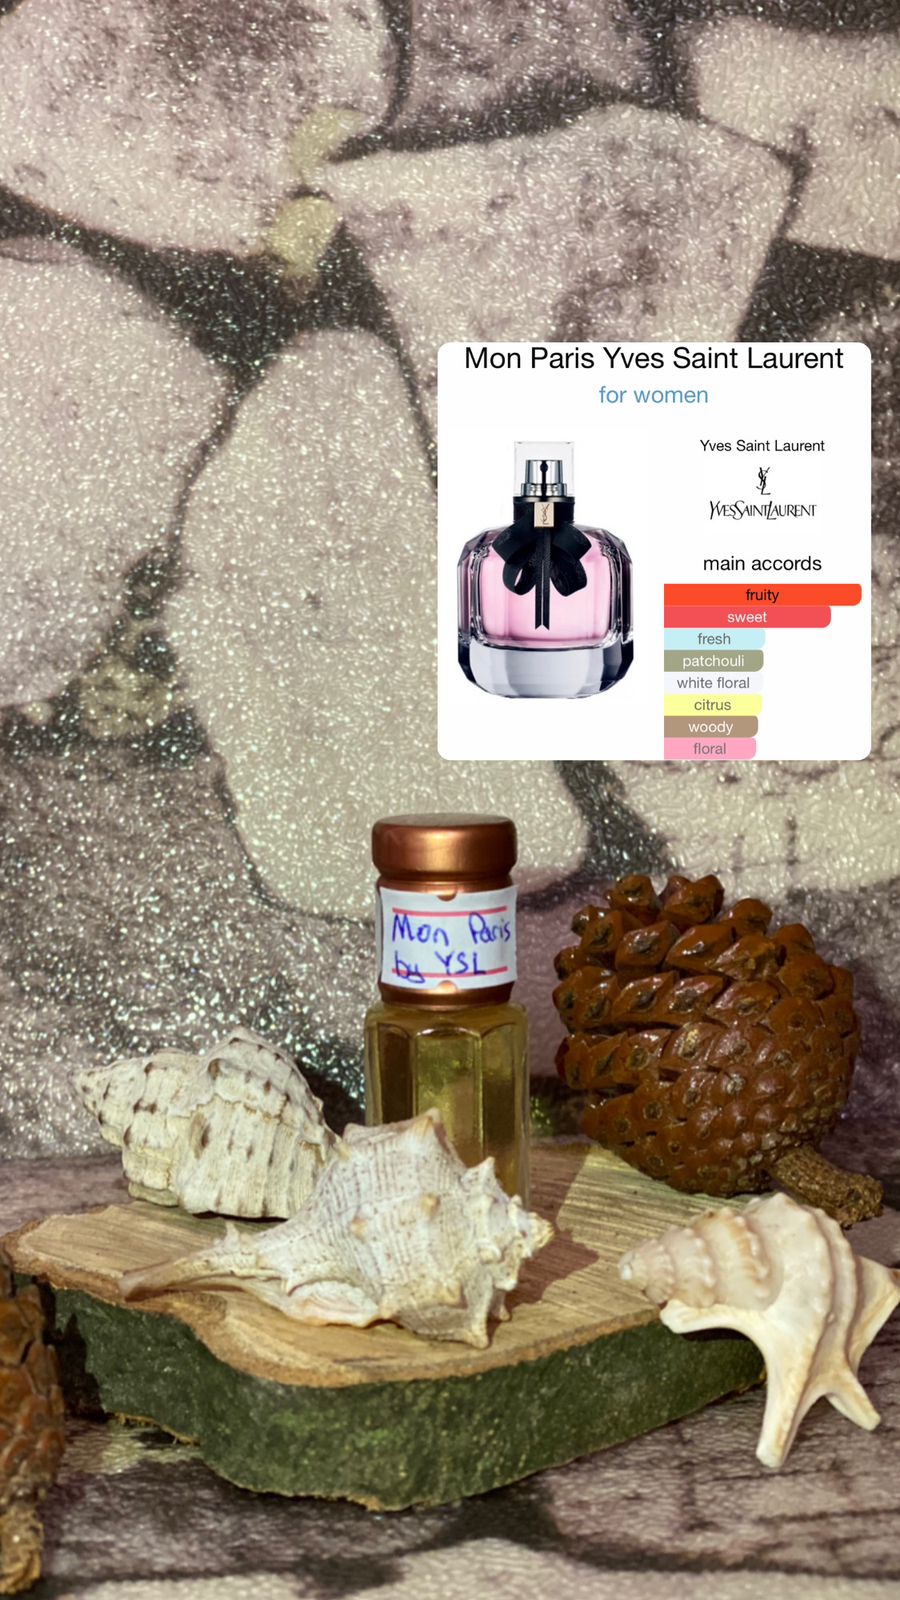 Mon Paris Yves Saint Laurent
for women
Yves Saint Laurent
YSL
YVESSAINTLAURENT
main accords
fruity
sweet
fresh
patchouli
white floral
citrus
woody
floral
Mon Paris
by YSL